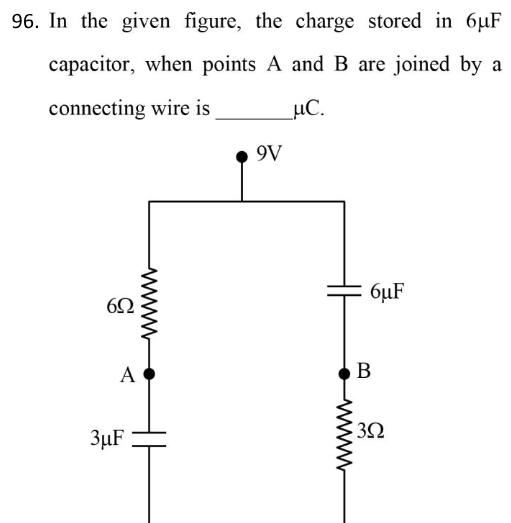 96. In the given figure, the charge stored in 6μF
capacitor, when points A and B are joined by a
connecting wire is ______μC.
9V
6μF
6Ω
A
B
3μF
3Ω